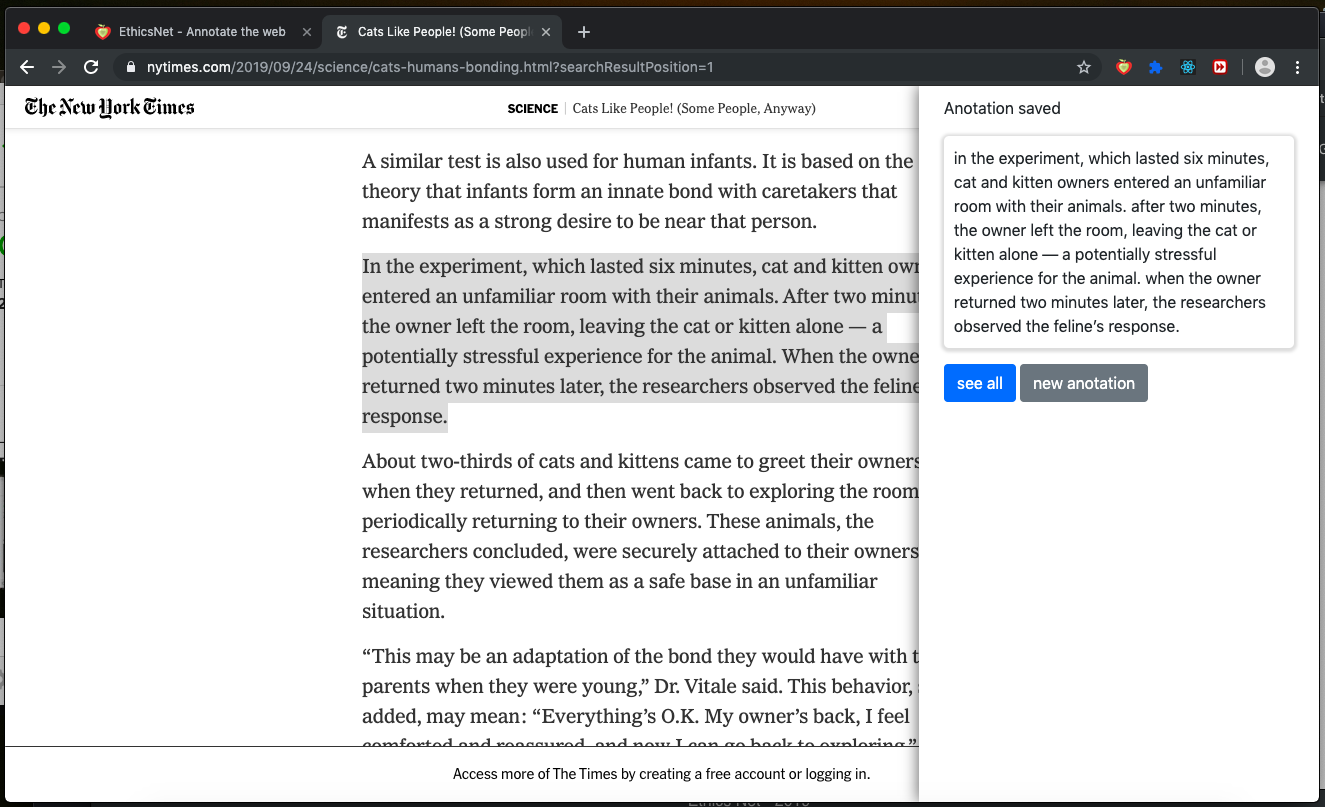 EthicsNet - Annotate the web
Cats Like People! (Some Peopl
nytimes.com/2019/09/24/science/cats-humans-bonding.html?searchResultPosition=1
The New York Times
SCIENCE Cats Like People! (Some People, Anyway)
A similar test is also used for human infants. It is based on the
theory that infants form an innate bond with caretakers that
manifests as a strong desire to be near that person.
In the experiment, which lasted six minutes, cat and kitten own
entered an unfamiliar room with their animals. After two minut
the owner left the room, leaving the cat or kitten alone — a
potentially stressful experience for the animal. When the owne
returned two minutes later, the researchers observed the feline
response.
About two-thirds of cats and kittens came to greet their owners
when they returned, and then went back to exploring the room
periodically returning to their owners. These animals, the
researchers concluded, were securely attached to their owners
meaning they viewed them as a safe base in an unfamiliar
situation.
“This may be an adaptation of the bond they would have with t
parents when they were young,” Dr. Vitale said. This behavior, s
added, may mean: “Everything’s O.K. My owner’s back, I feel
comforted and reassured, and now I can go back to exploring.”
Access more of The Times by creating a free account or logging in.
Anotation saved
in the experiment, which lasted six minutes,
cat and kitten owners entered an unfamiliar
room with their animals. after two minutes,
the owner left the room, leaving the cat or
kitten alone — a potentially stressful
experience for the animal. when the owner
returned two minutes later, the researchers
observed the feline’s response.
see all
new anotation